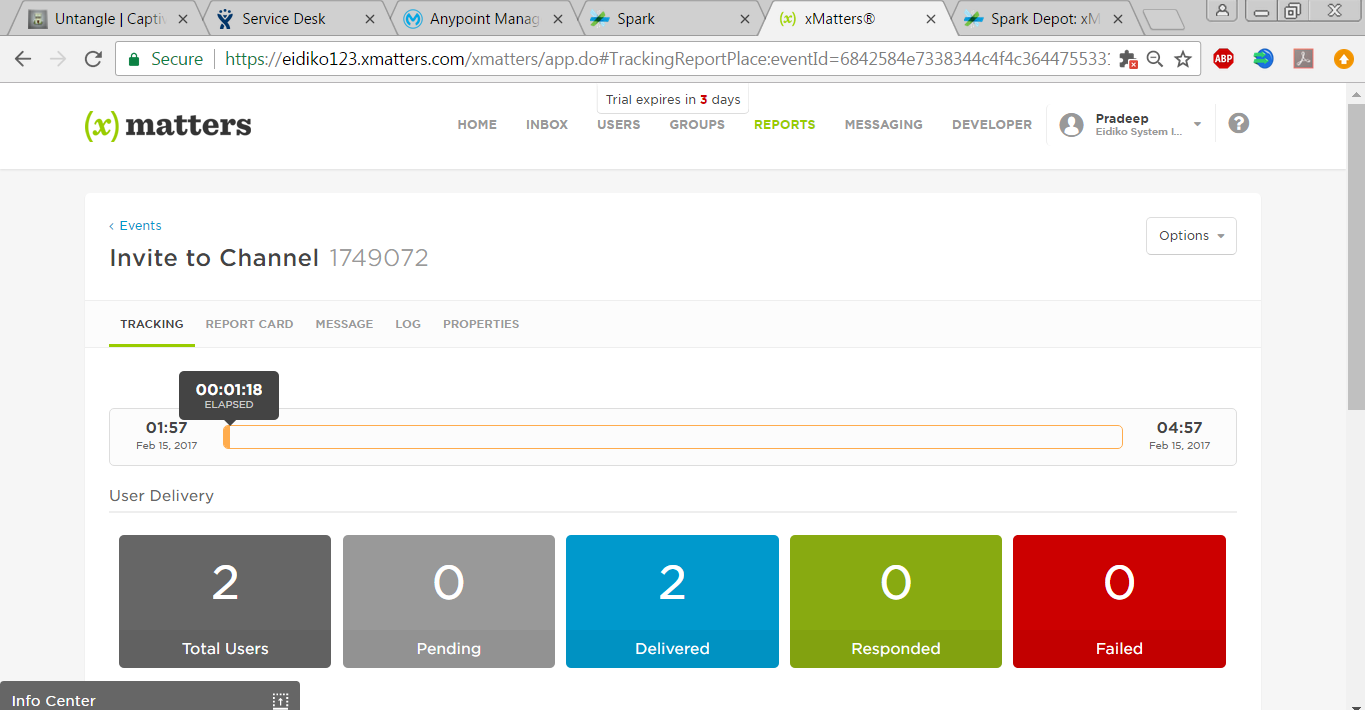 Untangle | Captiv
Service Desk
Anypoint Manag
Spark
(x) xMatters®
Spark Depot: xM
Secure
https://eidiko123.xmatters.com/xmatters/app.do#TrackingReportPlace:eventId=6842584e7338344c4f4c364475533
ABP
Trial expires in 3 days
(x) matters
HOME INBOX USERS GROUPS REPORTS MESSAGING DEVELOPER
Pradeep
Eidiko System I...
?
‹ Events
Options
Invite to Channel 1749072
TRACKING REPORT CARD MESSAGE LOG PROPERTIES
00:01:18
ELAPSED
01:57
Feb 15, 2017
04:57
Feb 15, 2017
User Delivery
2
Total Users
0
Pending
2
Delivered
0
Responded
0
Failed
Info Center